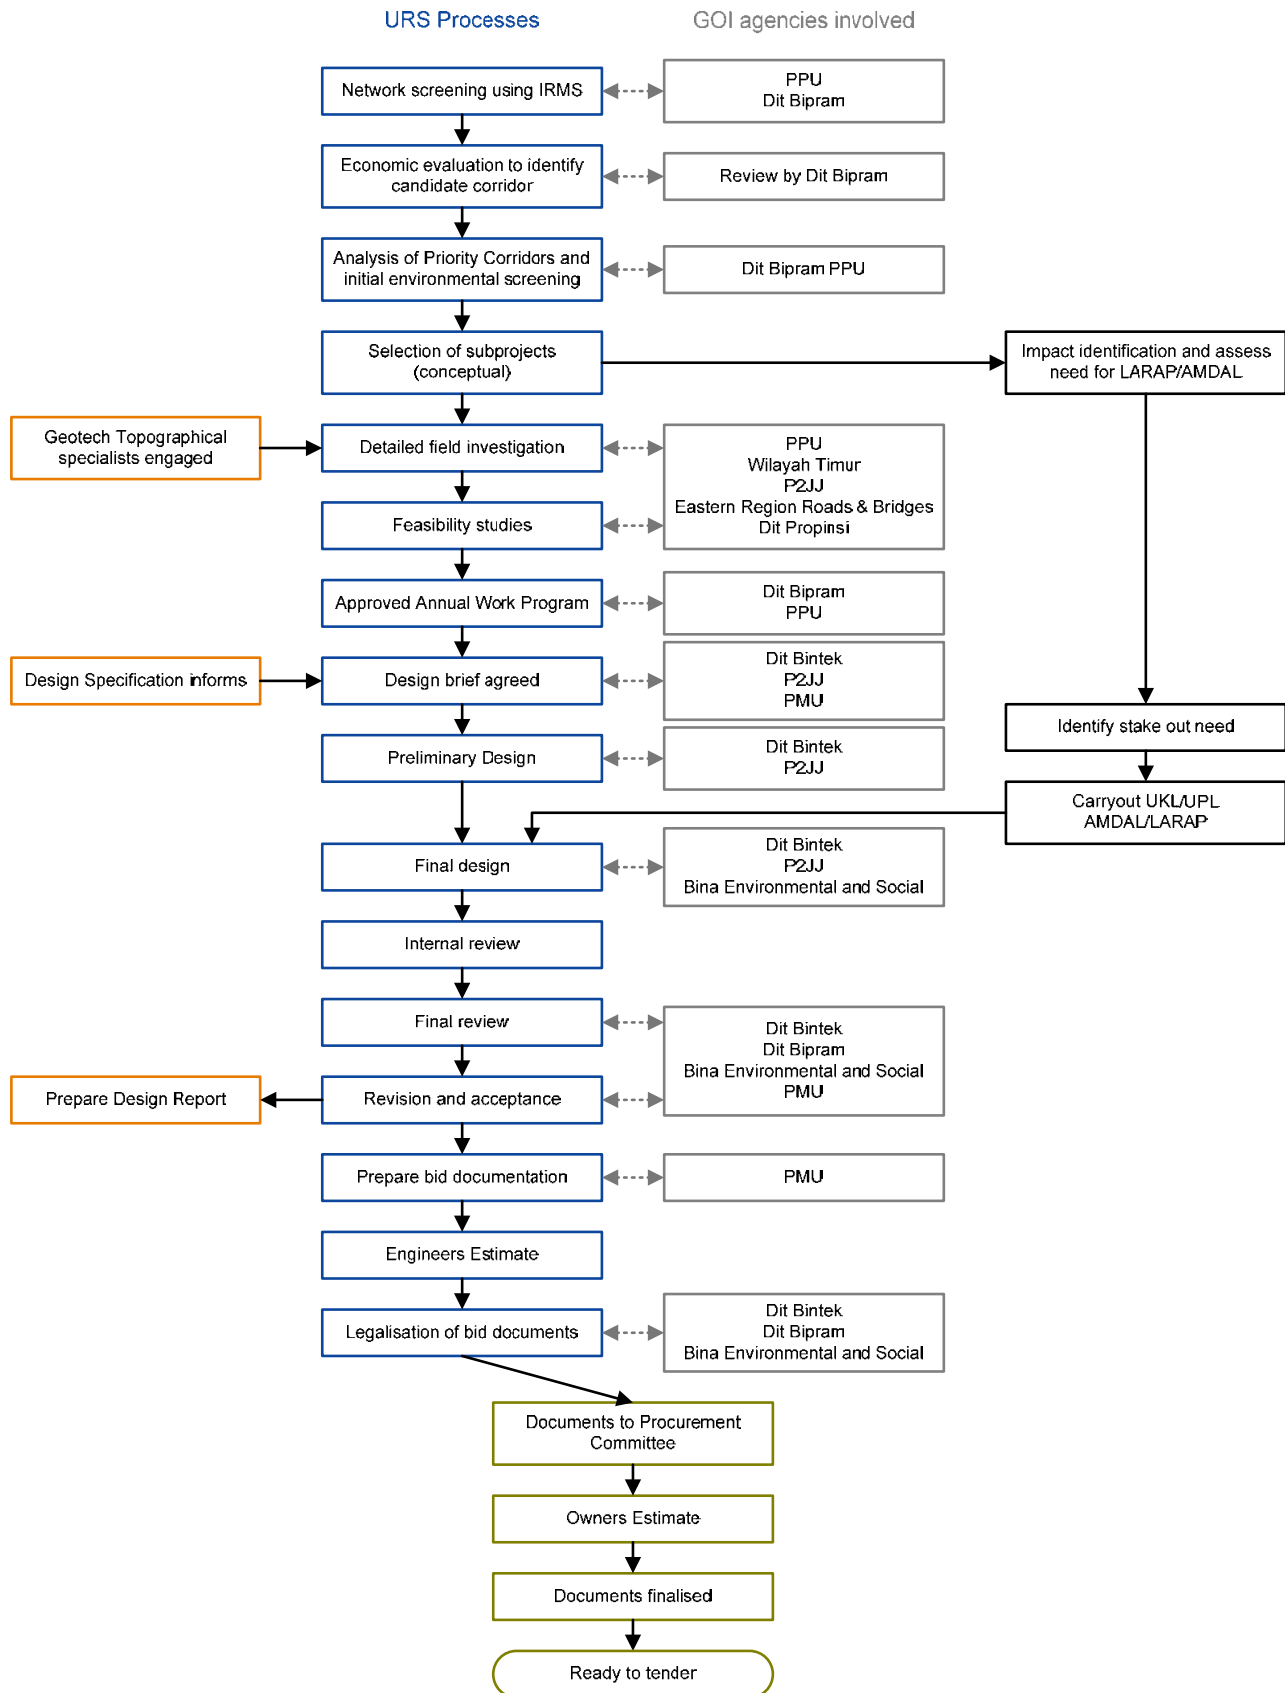 URS Processes
GOI agencies involved
Network screening using IRMS
PPU
Dit Bipram
Economic evaluation to identify
candidate corridor
Review by Dit Bipram
Analysis of Priority Corridors and
initial environmental screening
Dit Bipram PPU
Selection of subprojects
(conceptual)
Impact identification and assess
need for LARAP/AMDAL
Geotech Topographical
specialists engaged
Detailed field investigation
PPU
Wilayah Timur
P2JJ
Eastern Region Roads & Bridges
Dit Propinsi
Feasibility studies
Approved Annual Work Program
Dit Bipram
PPU
Design Specification informs
Design brief agreed
Dit Bintek
P2JJ
PMU
Identify stake out need
Preliminary Design
Dit Bintek
P2JJ
Carryout UKL/UPL
AMDAL/LARAP
Final design
Dit Bintek
P2JJ
Bina Environmental and Social
Internal review
Final review
Dit Bintek
Dit Bipram
Bina Environmental and Social
PMU
Prepare Design Report
Revision and acceptance
Prepare bid documentation
PMU
Engineers Estimate
Legalisation of bid documents
Dit Bintek
Dit Bipram
Bina Environmental and Social
Documents to Procurement
Committee
Owners Estimate
Documents finalised
Ready to tender